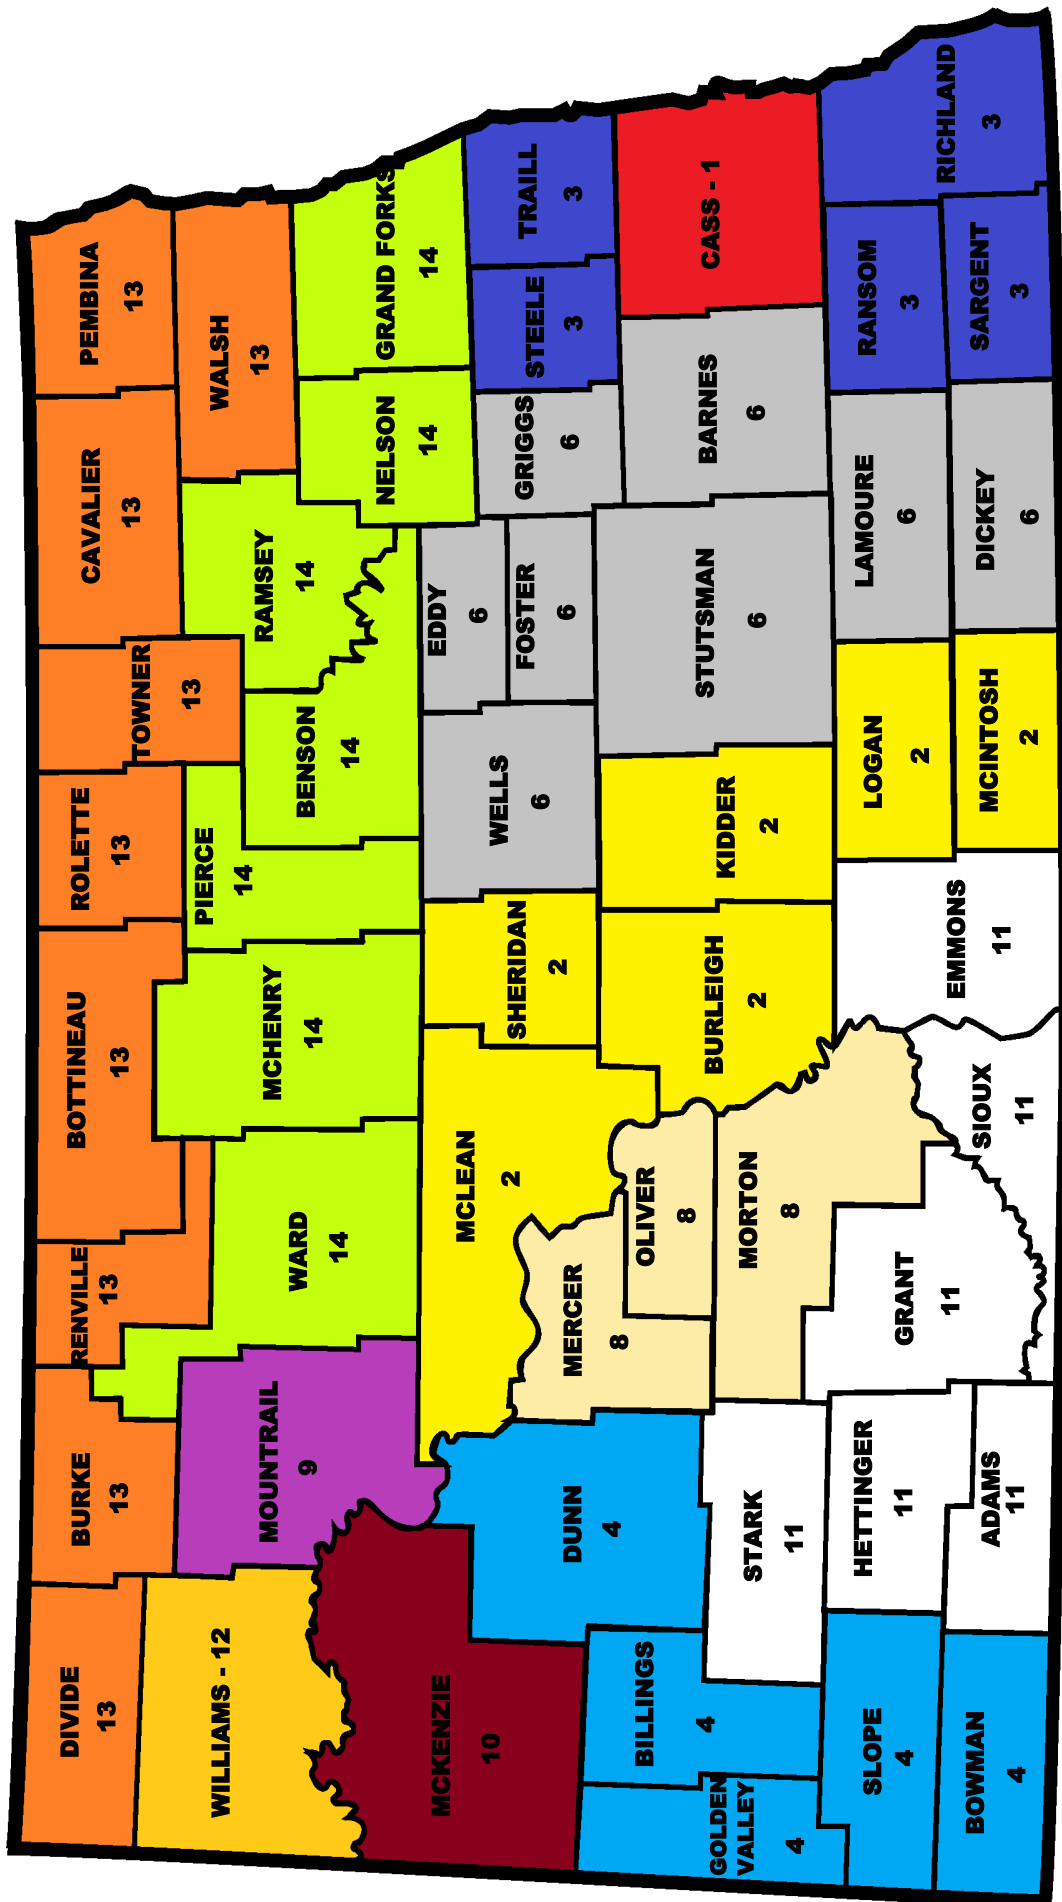 DIVIDE
13
BURKE
13
RENVILLE
13
BOTTINEAU
13
ROLETTE
13
TOWNER
13
CAVALIER
13
PEMBINA
13
WILLIAMS - 12
MOUNTRAIL
9
WARD
14
MCHENRY
14
PIERCE
14
BENSON
14
RAMSEY
14
WALSH
13
NELSON
14
GRAND FORKS
14
MCKENZIE
10
DUNN
4
MERCER
8
OLIVER
8
MCLEAN
2
SHERIDAN
2
WELLS
6
EDDY
6
FOSTER
6
GRIGGS
6
STEELE
3
TRAILL
3
GOLDEN
VALLEY
4
BILLINGS
4
STARK
11
MORTON
8
BURLEIGH
2
KIDDER
2
STUTSMAN
6
BARNES
6
CASS - 1
SLOPE
4
HETTINGER
11
GRANT
11
SIOUX
11
EMMONS
11
LOGAN
2
LAMOURE
6
RANSOM
3
RICHLAND
3
BOWMAN
4
ADAMS
11
MCINTOSH
2
DICKEY
6
SARGENT
3